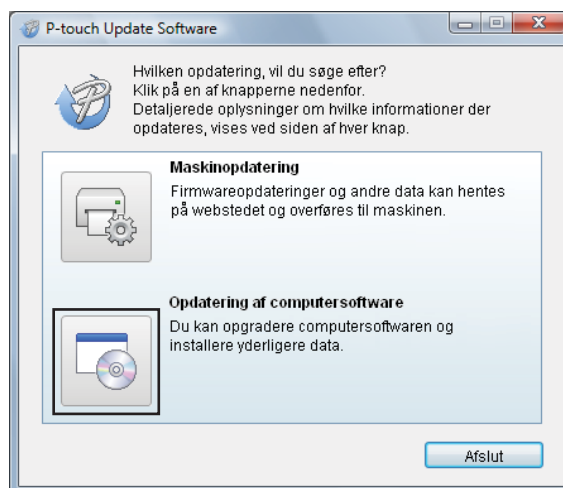 P-touch Update Software
Hvilken opdatering, vil du søge efter?
Klik på en af knapperne nedenfor.
Detaljerede oplysninger om hvilke informationer der
opdateres, vises ved siden af hver knap.
Maskinopdatering
Firmwareopdateringer og andre data kan hentes
på webstedet og overføres til maskinen.
Opdatering af computersoftware
Du kan opgradere computersoftwaren og
installere yderligere data.
Afslut